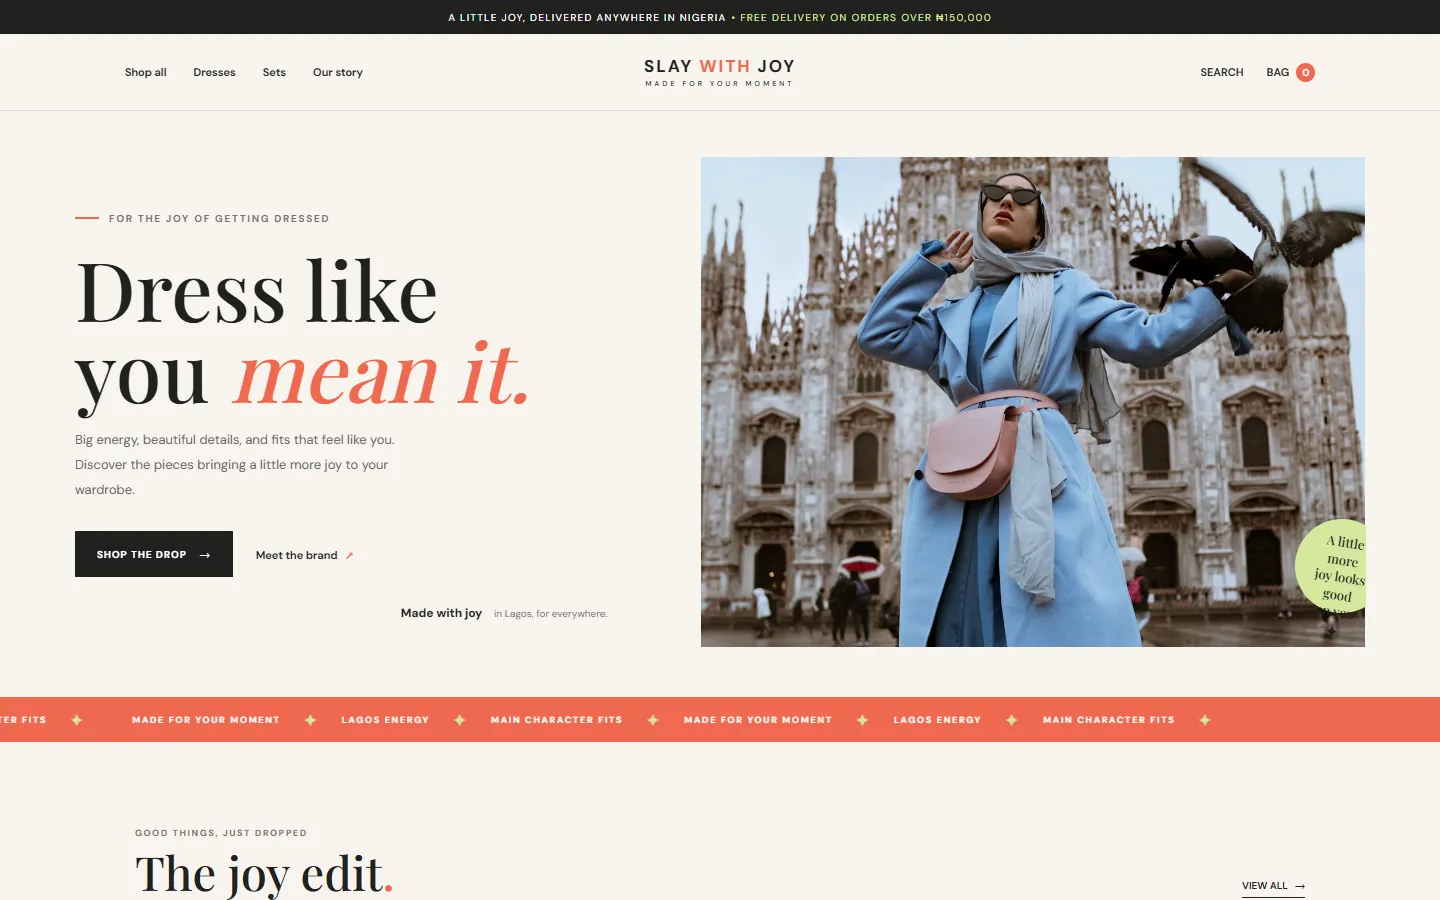 A LITTLE JOY, DELIVERED ANYWHERE IN NIGERIA • FREE DELIVERY ON ORDERS OVER ₦150,000
Shop all Dresses Sets Our story
SLAY WITH JOY
MADE FOR YOUR MOMENT
SEARCH BAG 0
FOR THE JOY OF GETTING DRESSED
Dress like
you mean it.
Big energy, beautiful details, and fits that feel like you.
Discover the pieces bringing a little more joy to your
wardrobe.
SHOP THE DROP →
Meet the brand ↗
Made with joy in Lagos, for everywhere.
A little
more
joy looks
good
TER FITS ✦ MADE FOR YOUR MOMENT ✦ LAGOS ENERGY ✦ MAIN CHARACTER FITS ✦ MADE FOR YOUR MOMENT ✦ LAGOS ENERGY ✦ MAIN CHARACTER FITS ✦
GOOD THINGS, JUST DROPPED
The joy edit.
VIEW ALL →